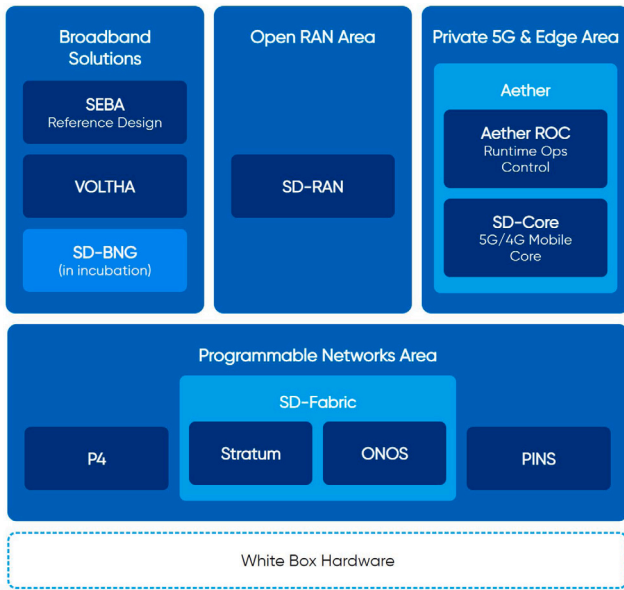 Broadband
Solutions
SEBA
Reference Design
VOLTHA
SD-BNG
(in incubation)
Open RAN Area
SD-RAN
Private 5G & Edge Area
Aether
Aether ROC
Runtime Ops
Control
SD-Core
5G/4G Mobile
Core
Programmable Networks Area
SD-Fabric
P4
Stratum
ONOS
PINS
White Box Hardware